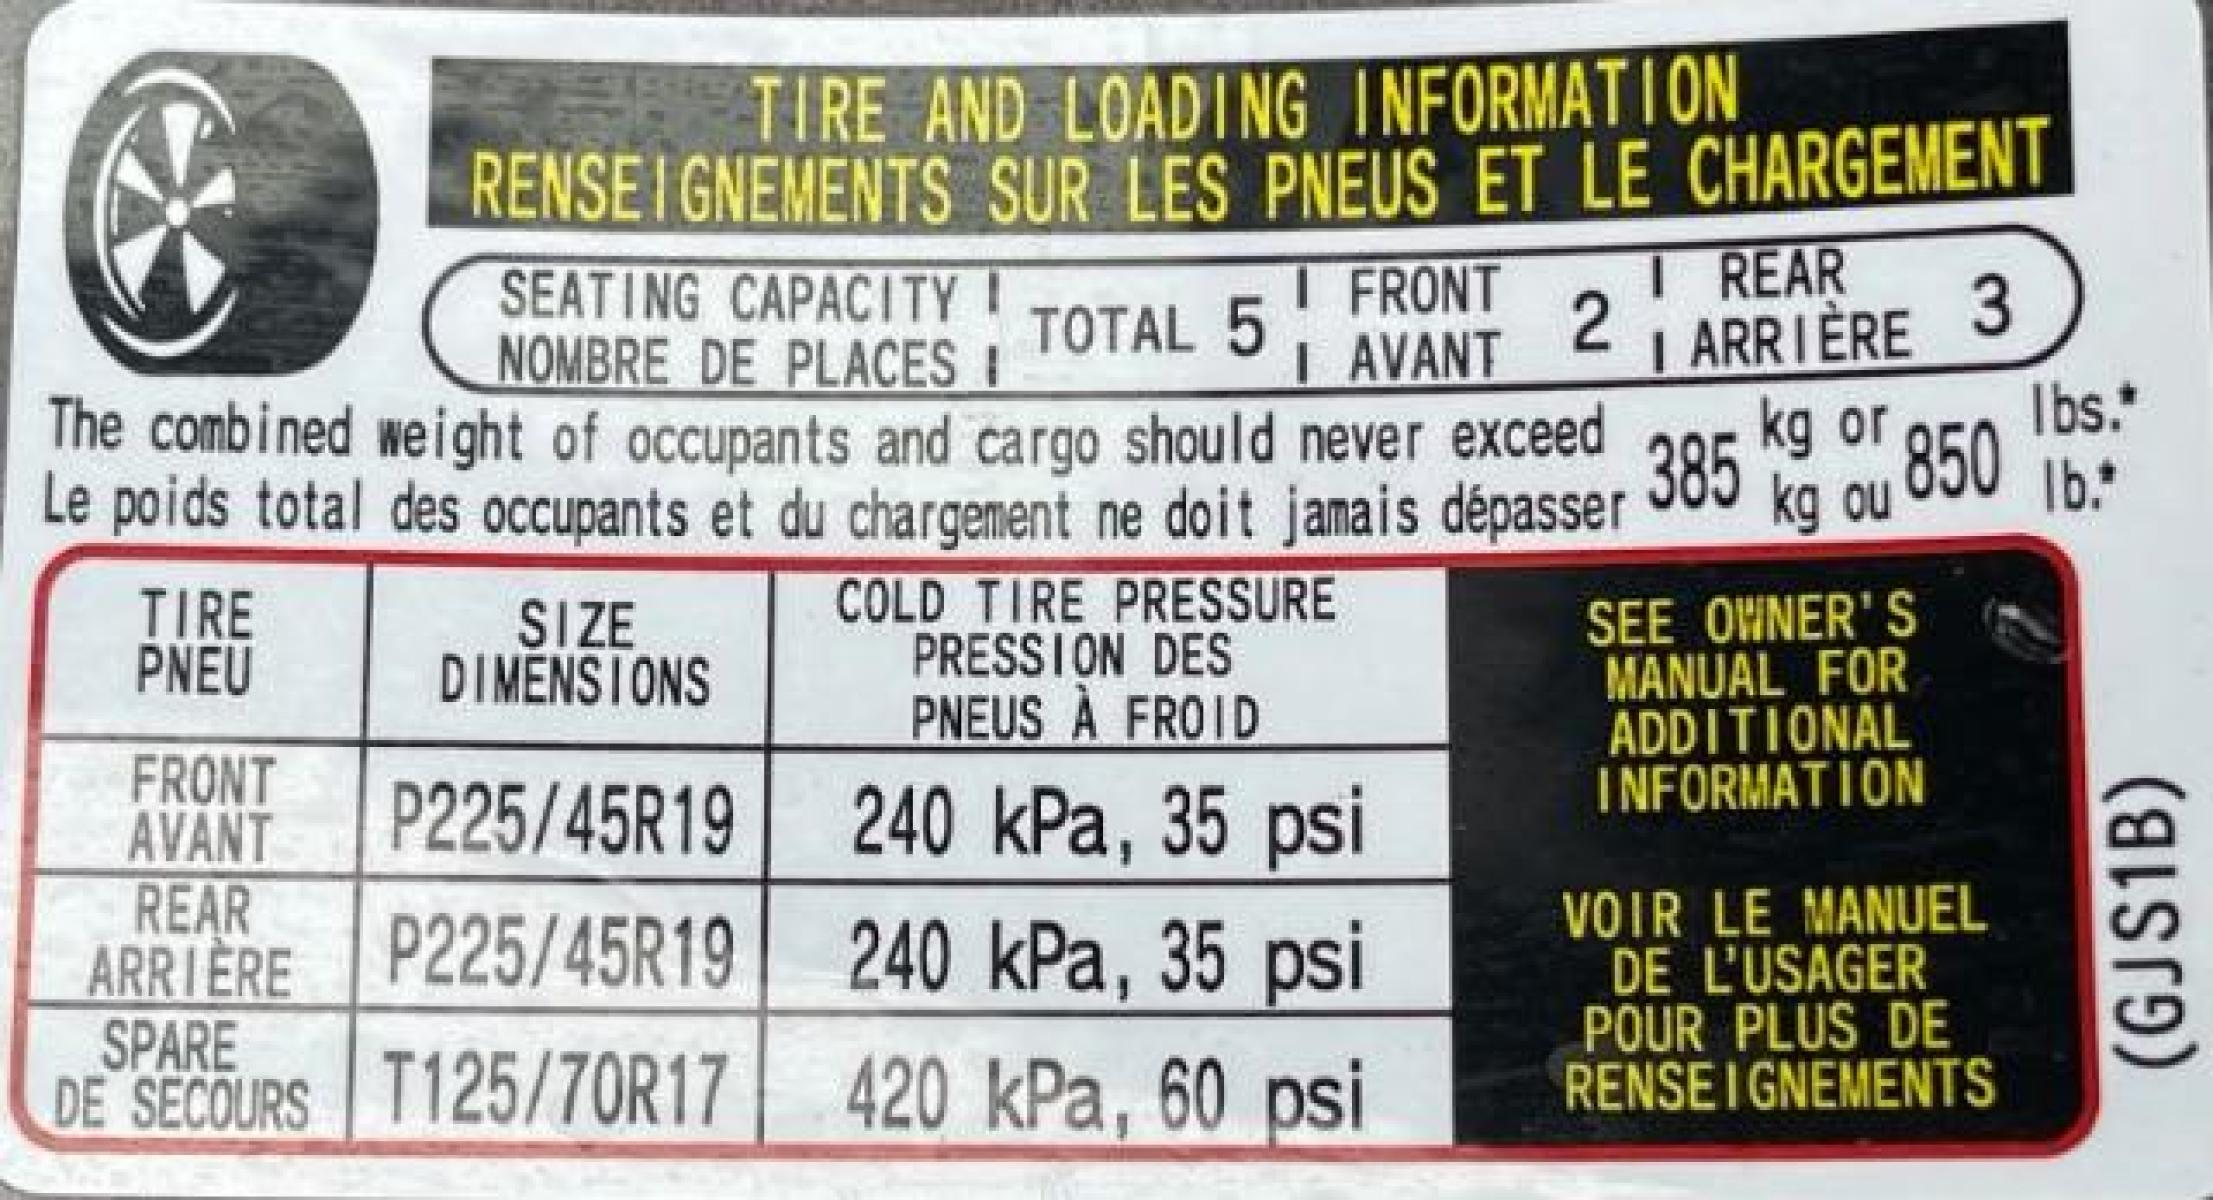 TIRE AND LOADING INFORMATION
RENSEIGNEMENTS SUR LES PNEUS ET LE CHARGEMENT
SEATING CAPACITY
NOMBRE DE PLACES
TOTAL 5
FRONT
AVANT
2
REAR
ARRIÈRE
3
The combined weight of occupants and cargo should never exceed 385 kg or 850 lbs.*
Le poids total des occupants et du chargement ne doit jamais dépasser 385 kg ou 850 lb.*
TIRE
PNEU
SIZE
DIMENSIONS
COLD TIRE PRESSURE
PRESSION DES
PNEUS À FROID
FRONT
AVANT
P225/45R19
240 kPa, 35 psi
REAR
ARRIÈRE
P225/45R19
240 kPa, 35 psi
SPARE
DE SECOURS
T125/70R17
420 kPa, 60 psi
SEE OWNER'S
MANUAL FOR
ADDITIONAL
INFORMATION
VOIR LE MANUEL
DE L'USAGER
POUR PLUS DE
RENSEIGNEMENTS
(GJS1B)